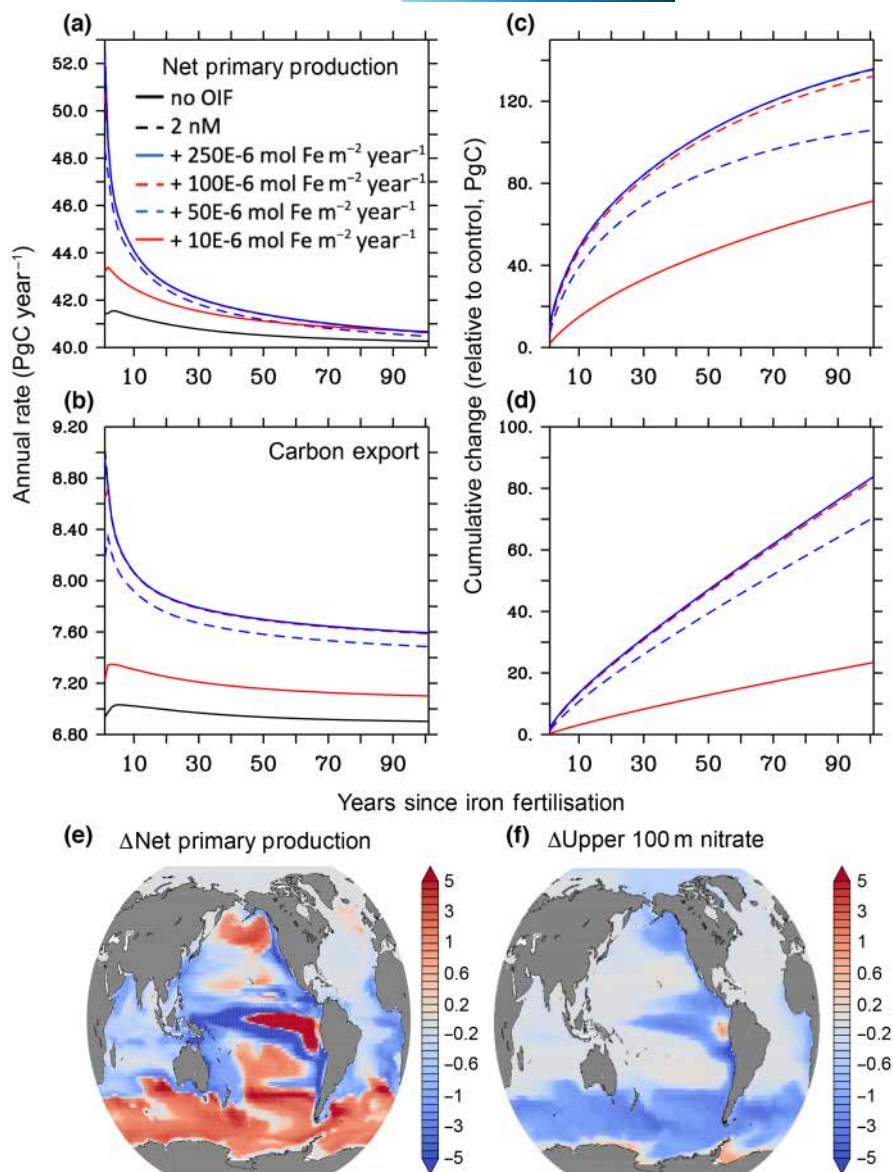 (a)
(c)
Net primary production
no OIF
2 nM
+ 250E-6 mol Fe m⁻² year⁻¹
+ 100E-6 mol Fe m⁻² year⁻¹
+ 50E-6 mol Fe m⁻² year⁻¹
+ 10E-6 mol Fe m⁻² year⁻¹
52.0
50.0
48.0
46.0
44.0
43.0
42.0
41.0
40.0
10 30 50 70 90
120.
80.
40.
0.
10 30 50 70 90
Annual rate (PgC year⁻¹)
Cumulative change (relative to control, PgC)
(b)
(d)
Carbon export
9.20
8.80
8.40
8.00
7.60
7.20
6.80
10 30 50 70 90
100.
80.
60.
40.
20.
0.
10 30 50 70 90
Years since iron fertilisation
(e) ΔNet primary production
(f) ΔUpper 100 m nitrate
5
3
1
0.6
0.2
−0.2
−0.6
−1
−3
−5
5
3
1
0.6
0.2
−0.2
−0.6
−1
−3
−5